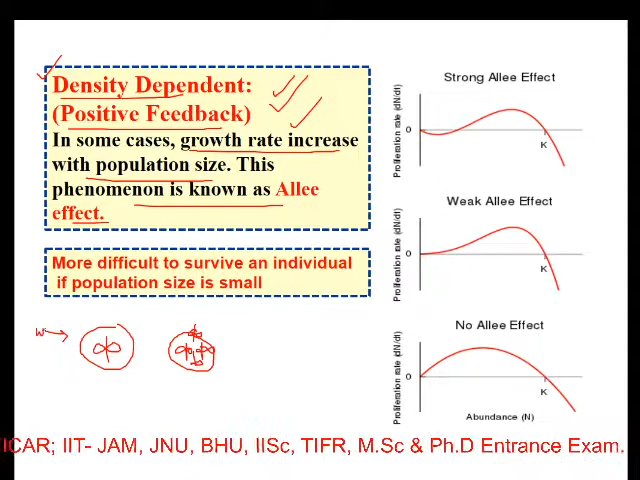 Density Dependent:
(Positive Feedback)
In some cases, growth rate increase
with population size. This
phenomenon is known as Allee
effect.
More difficult to survive an individual
if population size is small
Strong Allee Effect
Proliferation rate (dN/dt)
0
K
Weak Allee Effect
Proliferation rate (dN/dt)
0
K
No Allee Effect
Proliferation rate (dN/dt)
0
K
Abundance (N)
ICAR; IIT- JAM, JNU, BHU, IISc, TIFR, M.Sc & Ph.D Entrance Exam.